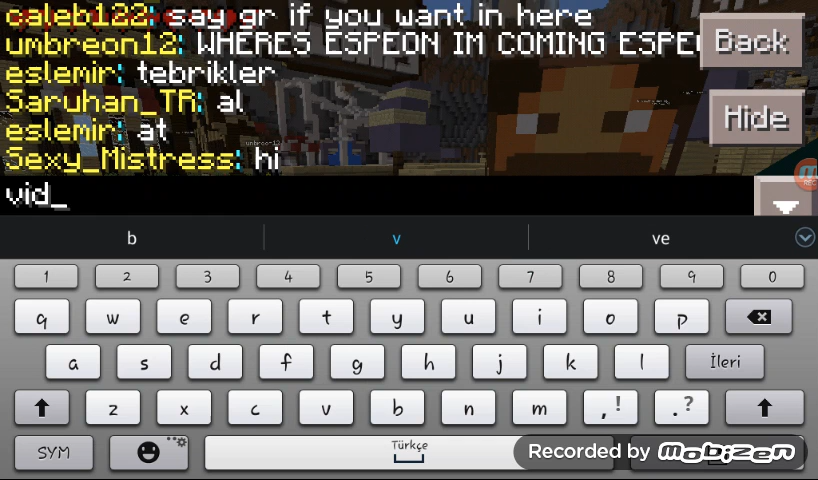 caleb122: say gr if you want in here
umbreon12: WHERES ESPEON IM COMING
Back
eslemir: tebrikler
Saruhan_TR: al
Hide
eslemir: at
Sexy_Mistress: hi
vid_
b v ve
1 2 3 4 5 6 7 8 9 0
q w e r t y u i o p
a s d f g h j k l İleri
z x c v b n m , ! . ?
SYM Türkçe
Recorded by mobizen